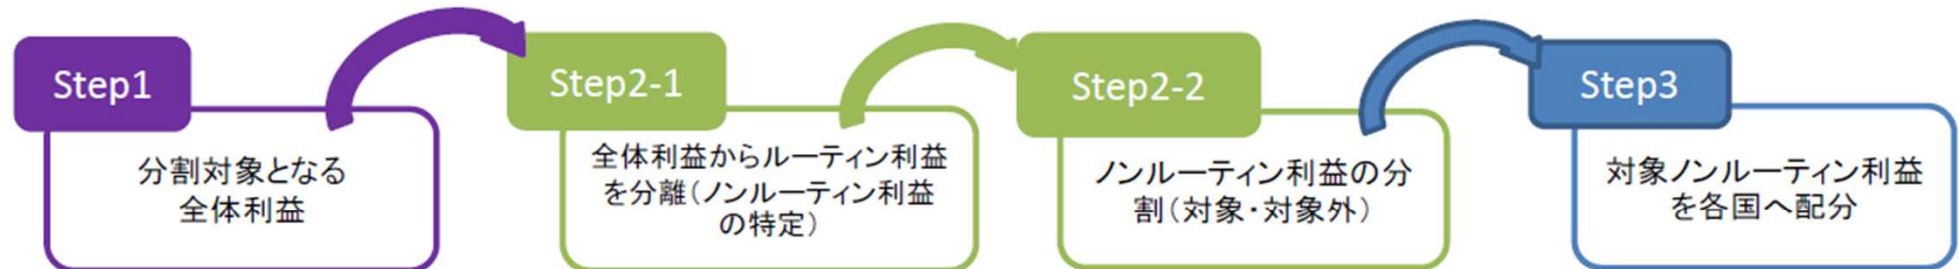 Step1
分割対象となる
全体利益
Step2-1
全体利益からルーティン利益
を分離(ノンルーティン利益
の特定)
Step2-2
ノンルーティン利益の分
割(対象・対象外)
Step3
対象ノンルーティン利益
を各国へ配分